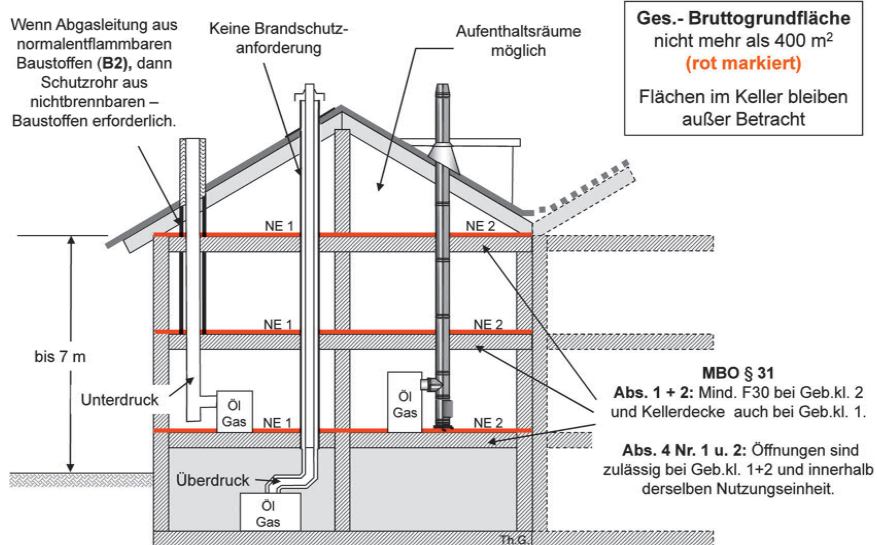 Wenn Abgasleitung aus
normalentflammbaren
Baustoffen (B2), dann
Schutzrohr aus
nichtbrennbaren –
Baustoffen erforderlich.
Keine Brandschutz-
anforderung
Aufenthaltsräume
möglich
Ges.- Bruttogrundfläche
nicht mehr als 400 m²
(rot markiert)
Flächen im Keller bleiben
außer Betracht
NE 1
NE 2
NE 1
NE 2
bis 7 m
Unterdruck
Öl
Gas
Öl
Gas
NE 1
NE 2
Überdruck
Öl
Gas
MBO § 31
Abs. 1 + 2: Mind. F30 bei Geb.kl. 2
und Kellerdecke auch bei Geb.kl. 1.
Abs. 4 Nr. 1 u. 2: Öffnungen sind
zulässig bei Geb.kl. 1+2 und innerhalb
derselben Nutzungseinheit.
Th.G.